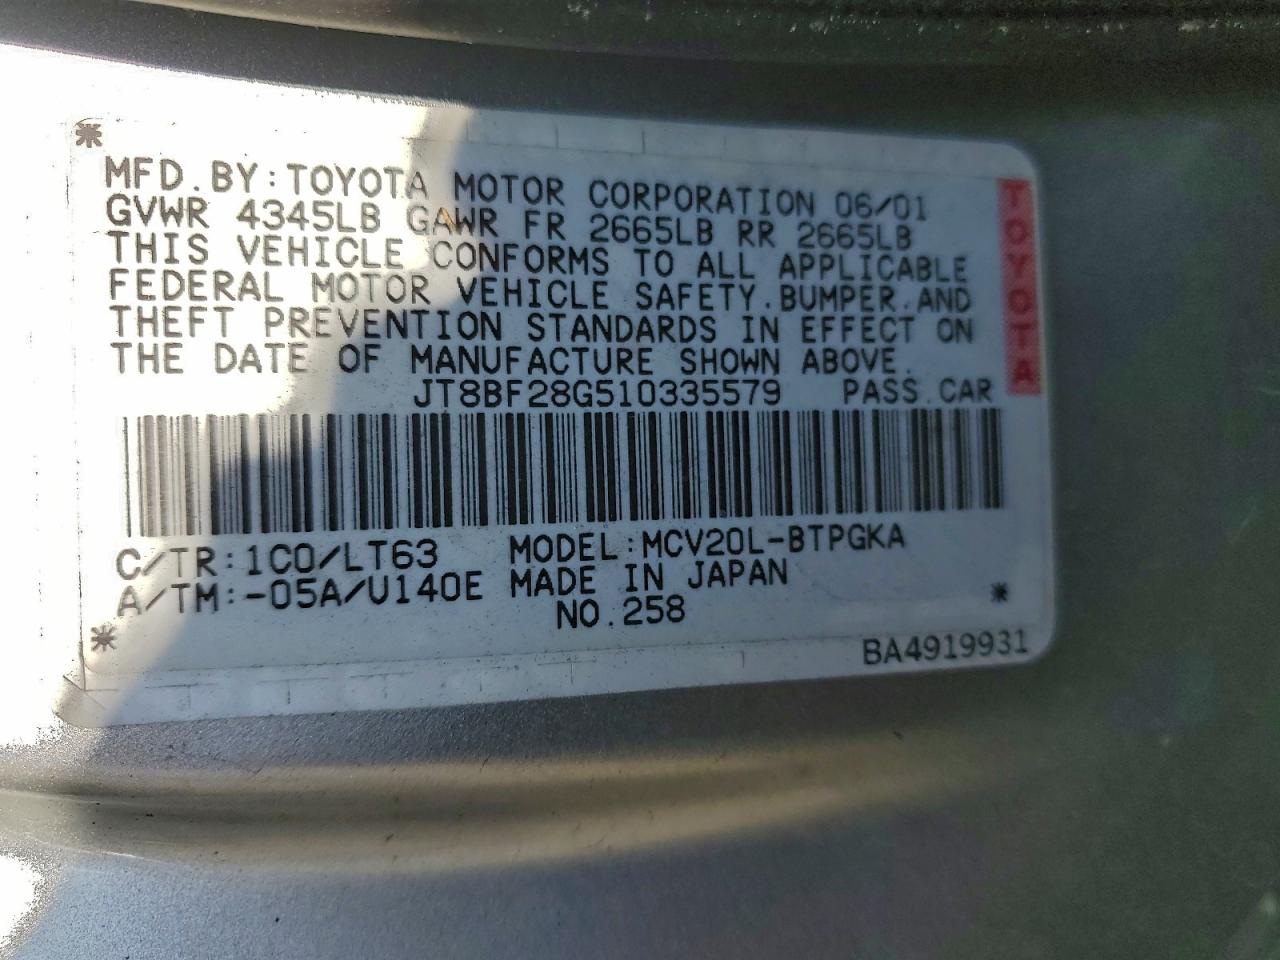 MFD.BY:TOYOTA MOTOR CORPORATION 06/01
GVWR 4345LB GAWR FR 2665LB RR 2665LB
THIS VEHICLE CONFORMS TO ALL APPLICABLE
FEDERAL MOTOR VEHICLE SAFETY.BUMPER.AND
THEFT PREVENTION STANDARDS IN EFFECT ON
THE DATE OF MANUFACTURE SHOWN ABOVE.
JT8BF28G510335579 PASS.CAR
TOYOTA
C/TR:1C0/LT63 MODEL:MCV20L-BTPGKA
A/TM:-05A/U140E MADE IN JAPAN
NO.258
BA4919931